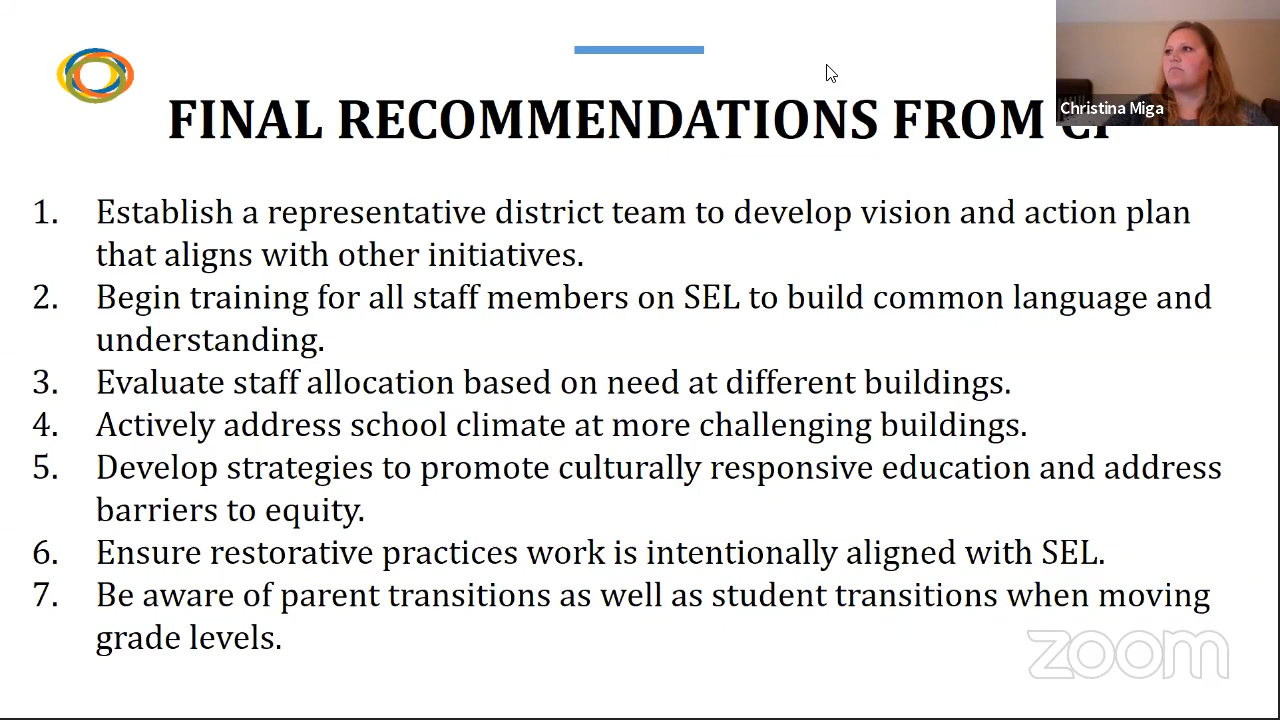 FINAL RECOMMENDATIONS FROM
Christina Miga
1. Establish a representative district team to develop vision and action plan
that aligns with other initiatives.
2. Begin training for all staff members on SEL to build common language and
understanding.
3. Evaluate staff allocation based on need at different buildings.
4. Actively address school climate at more challenging buildings.
5. Develop strategies to promote culturally responsive education and address
barriers to equity.
6. Ensure restorative practices work is intentionally aligned with SEL.
7. Be aware of parent transitions as well as student transitions when moving
grade levels.
zoom